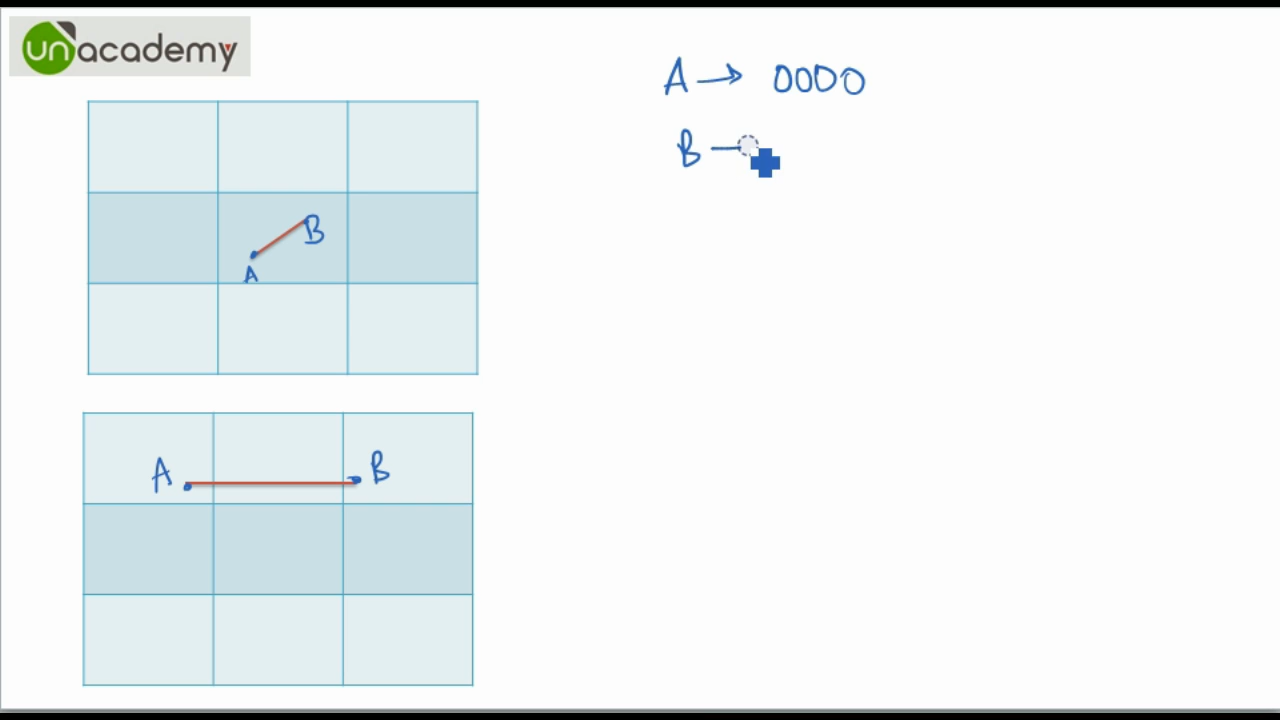 unacademy
A → 0000
B —
B
A
A B